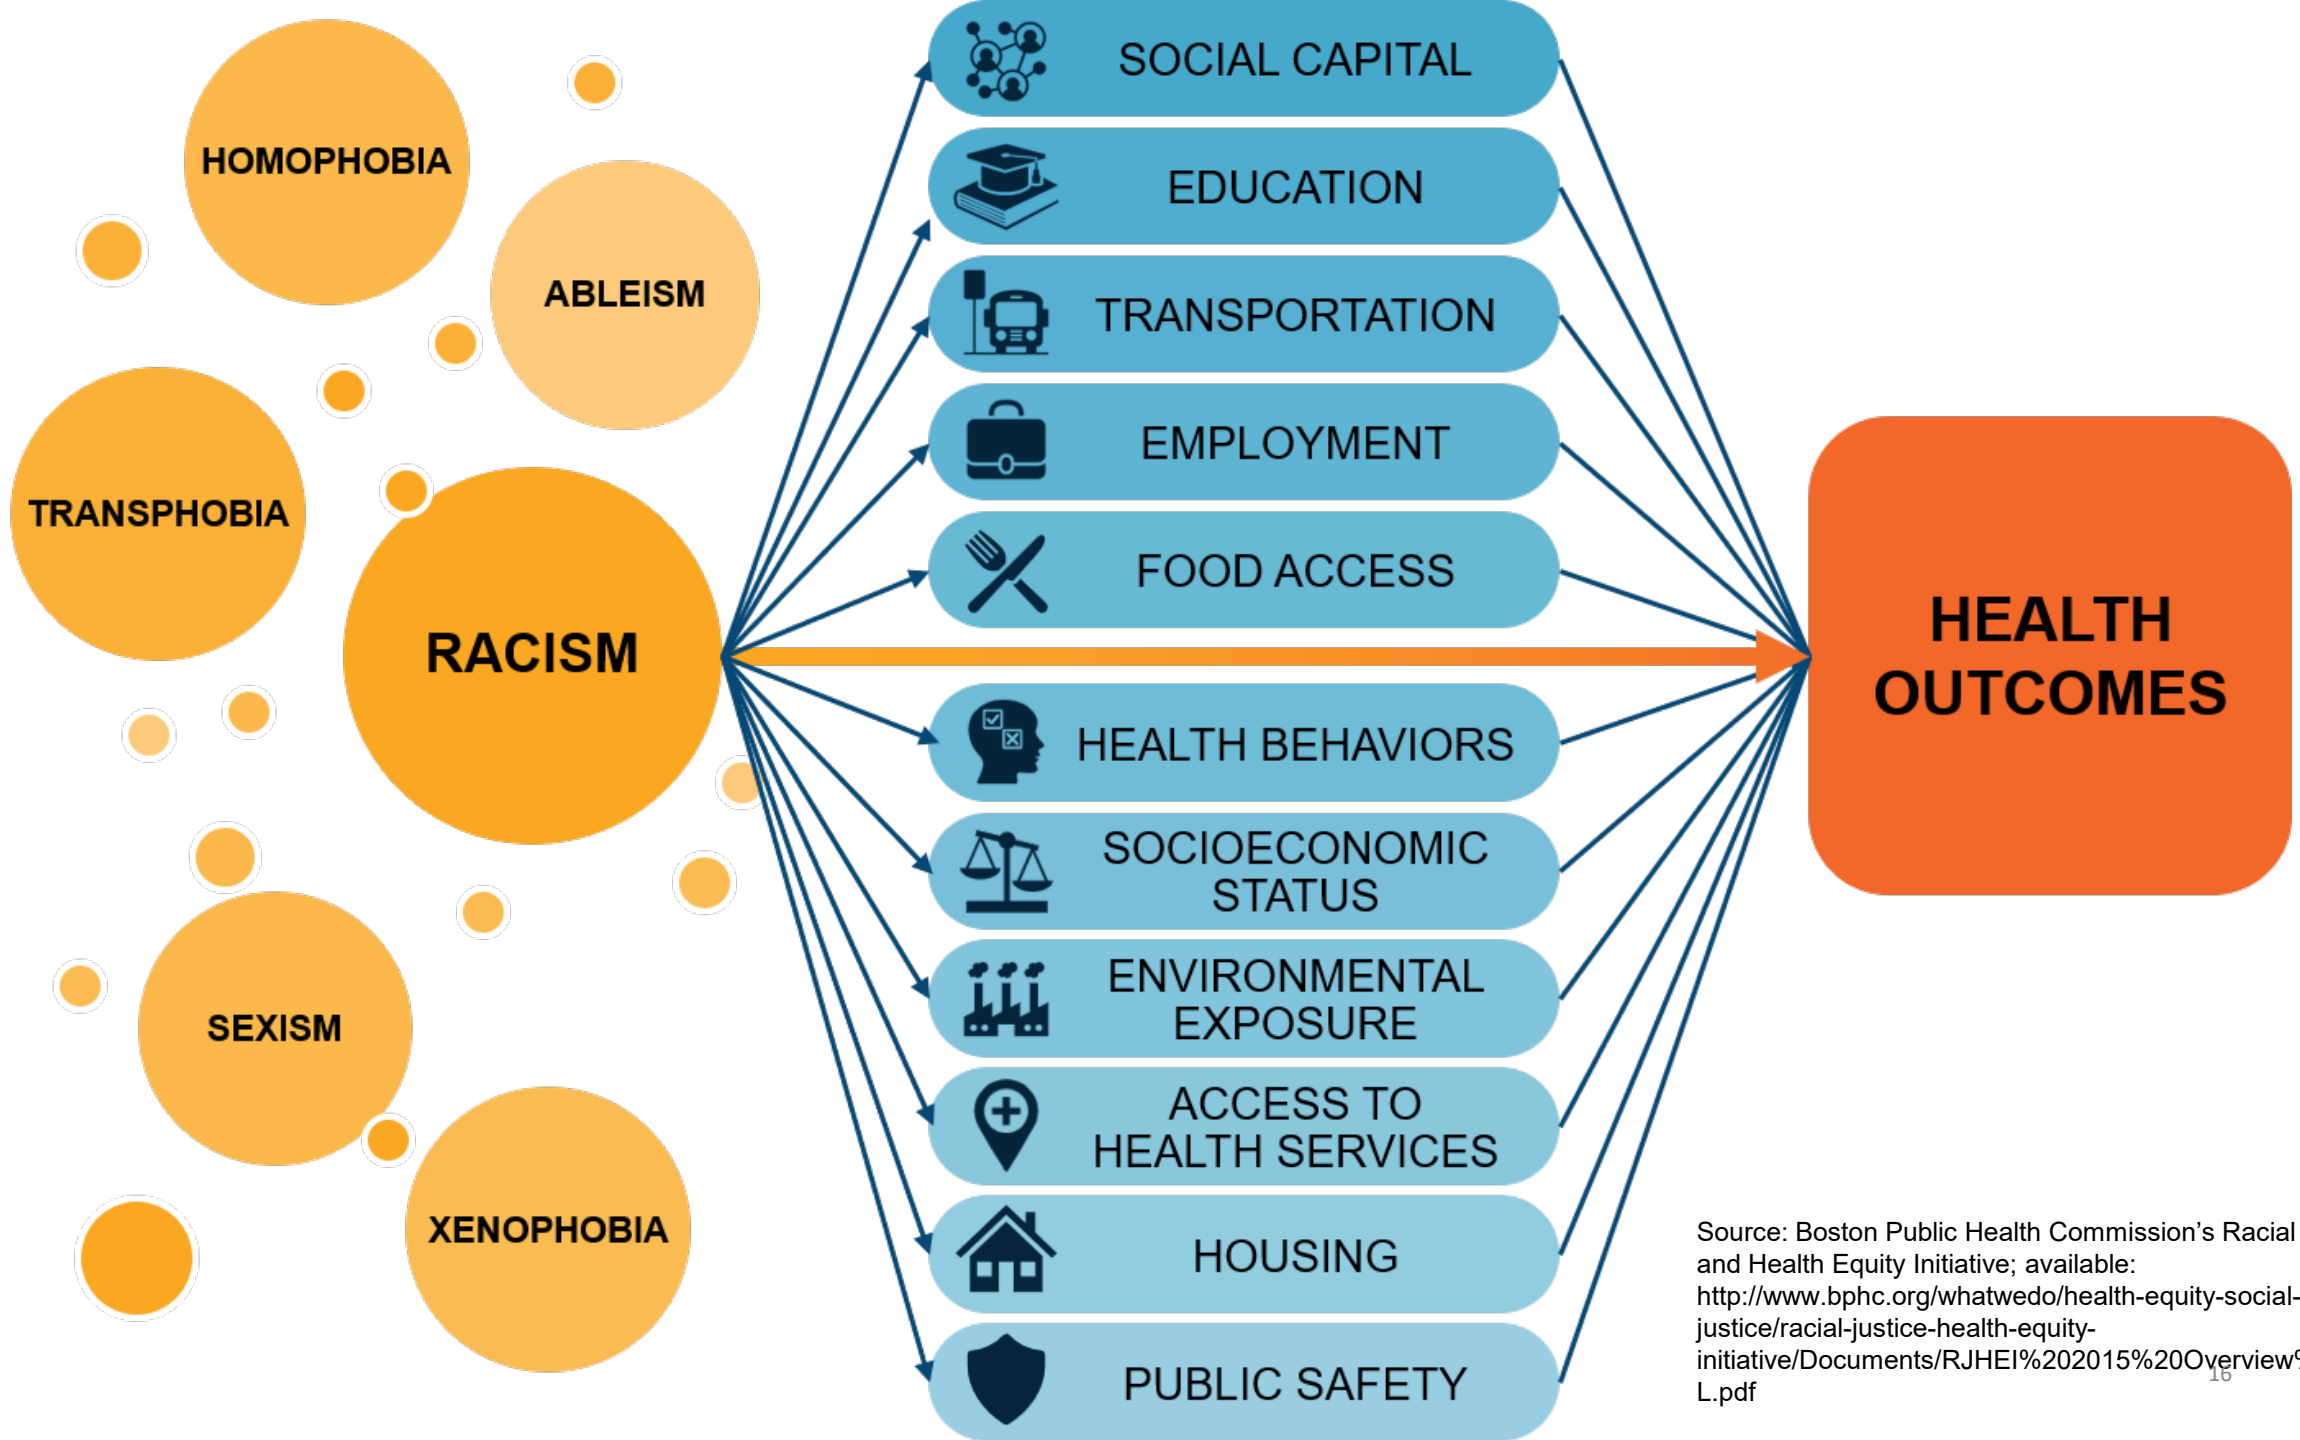 HOMOPHOBIA
ABLEISM
TRANSPHOBIA
RACISM
SEXISM
XENOPHOBIA
SOCIAL CAPITAL
EDUCATION
TRANSPORTATION
EMPLOYMENT
FOOD ACCESS
HEALTH BEHAVIORS
SOCIOECONOMIC
STATUS
ENVIRONMENTAL
EXPOSURE
ACCESS TO
HEALTH SERVICES
HOUSING
PUBLIC SAFETY
HEALTH
OUTCOMES
Source: Boston Public Health Commission’s Racial
and Health Equity Initiative; available:
http://www.bphc.org/whatwedo/health-equity-social-
justice/racial-justice-health-equity-
initiative/Documents/RJHEI%202015%20Overview%
L.pdf
16